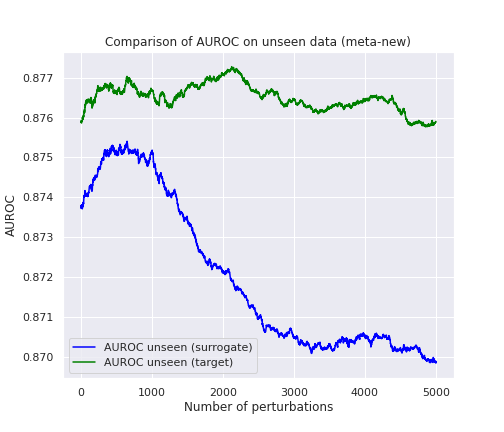 Comparison of AUROC on unseen data (meta-new)
0.877
0.876
0.875
0.874
0.873
0.872
0.871
0.870
AUROC
AUROC unseen (surrogate)
AUROC unseen (target)
0 1000 2000 3000 4000 5000
Number of perturbations